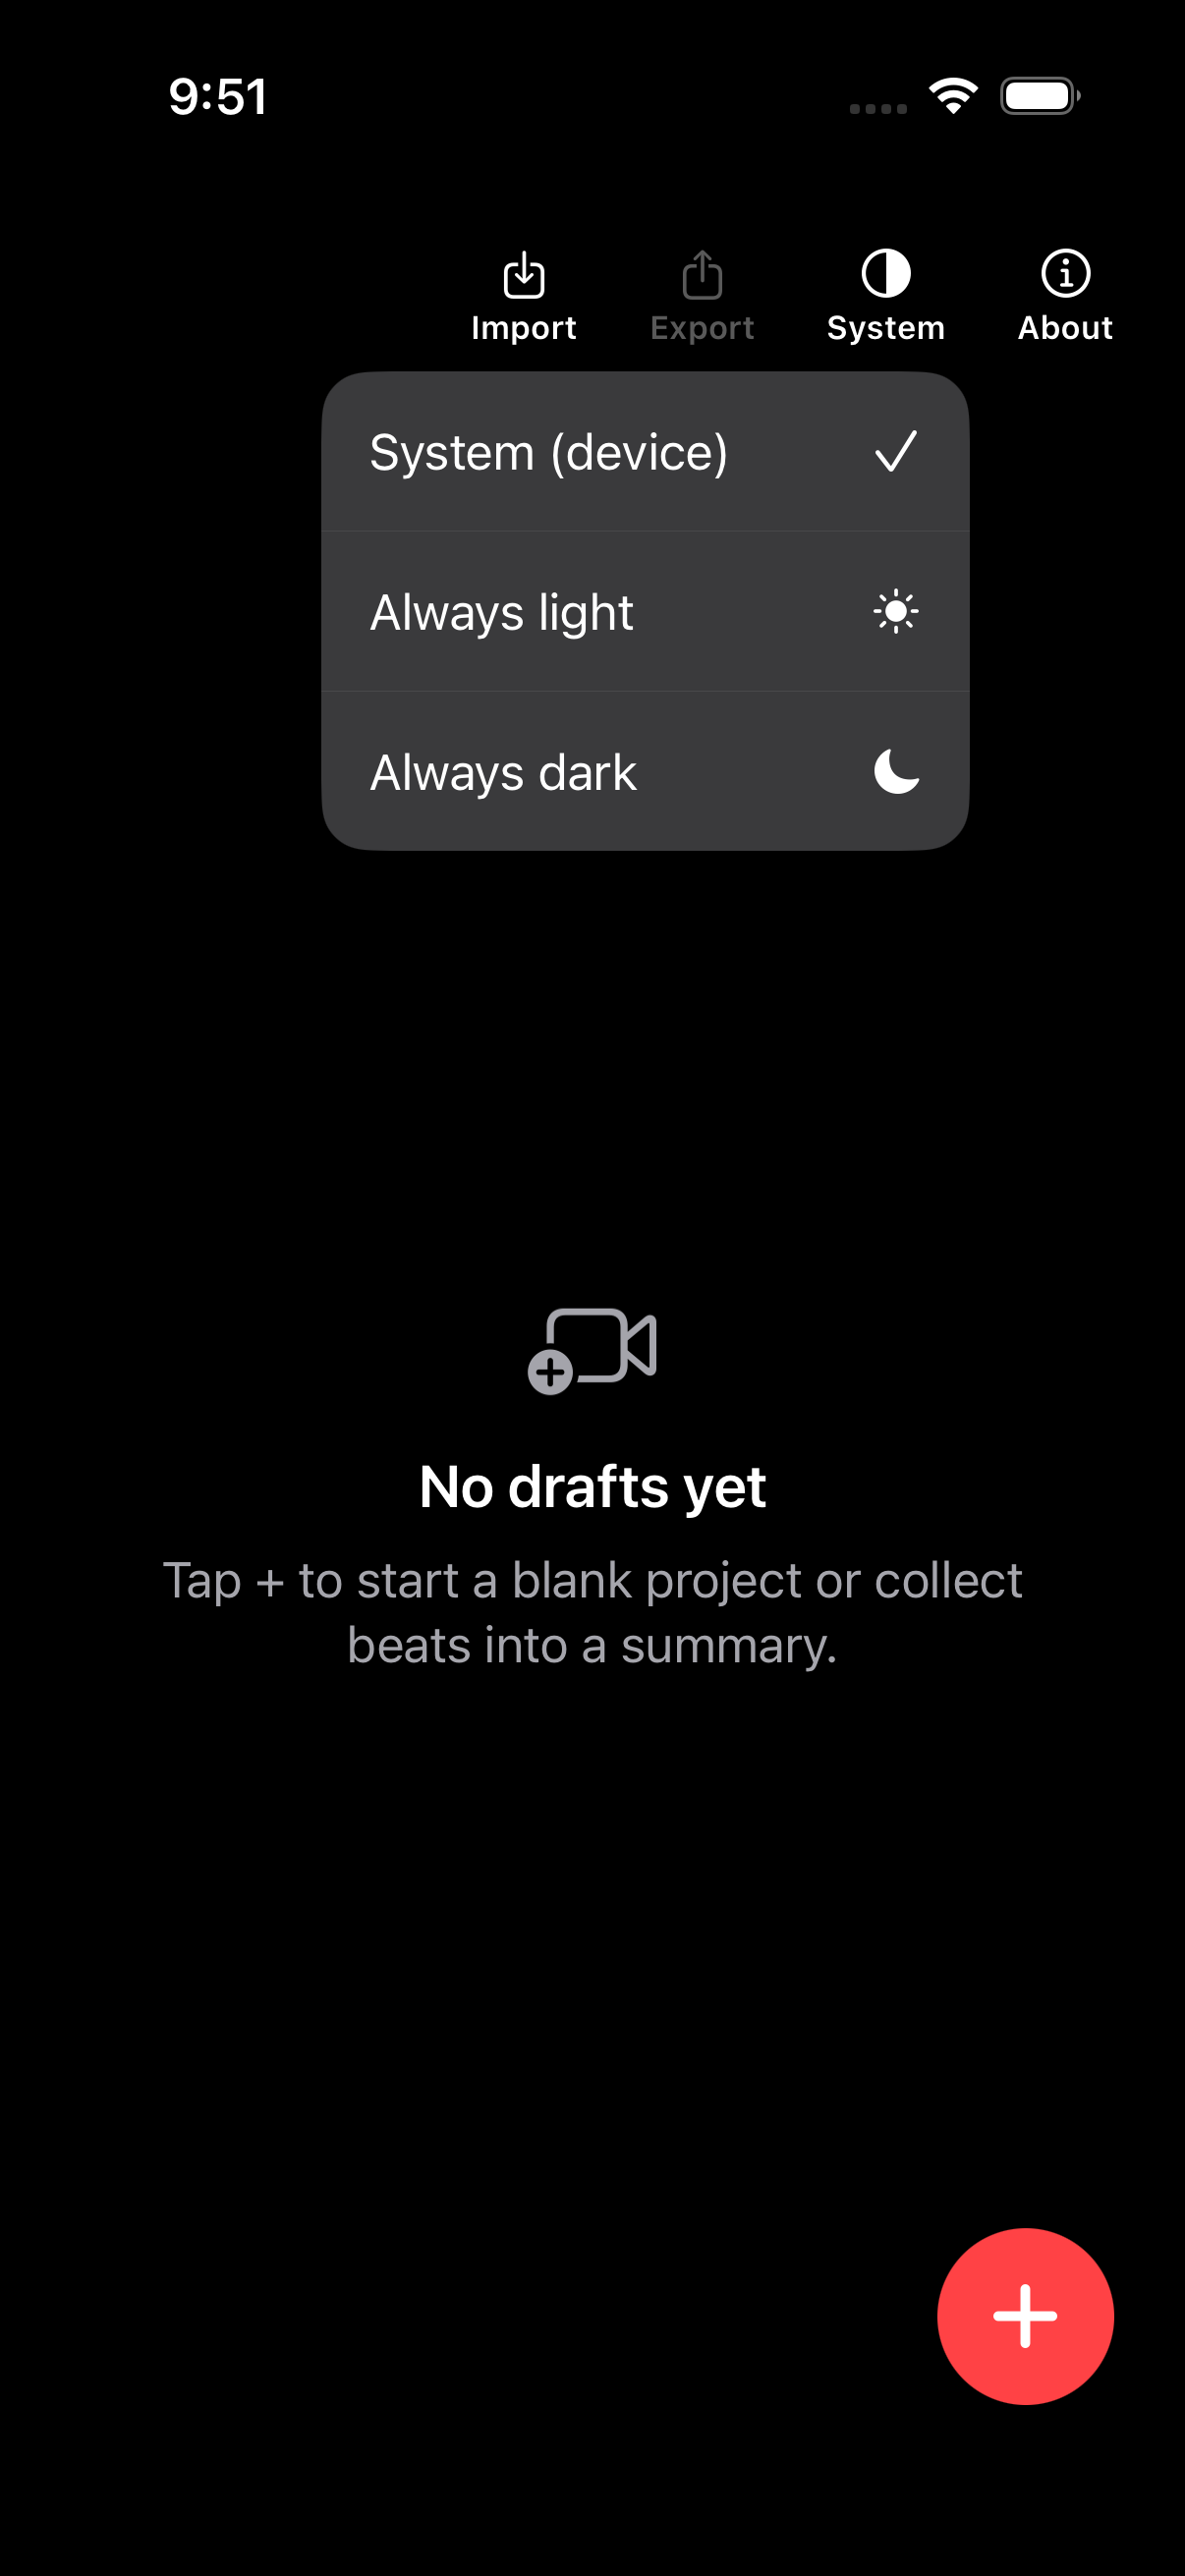 9:51
Import
Export
System
About
System (device)
Always light
Always dark
No drafts yet
Tap + to start a blank project or collect
beats into a summary.